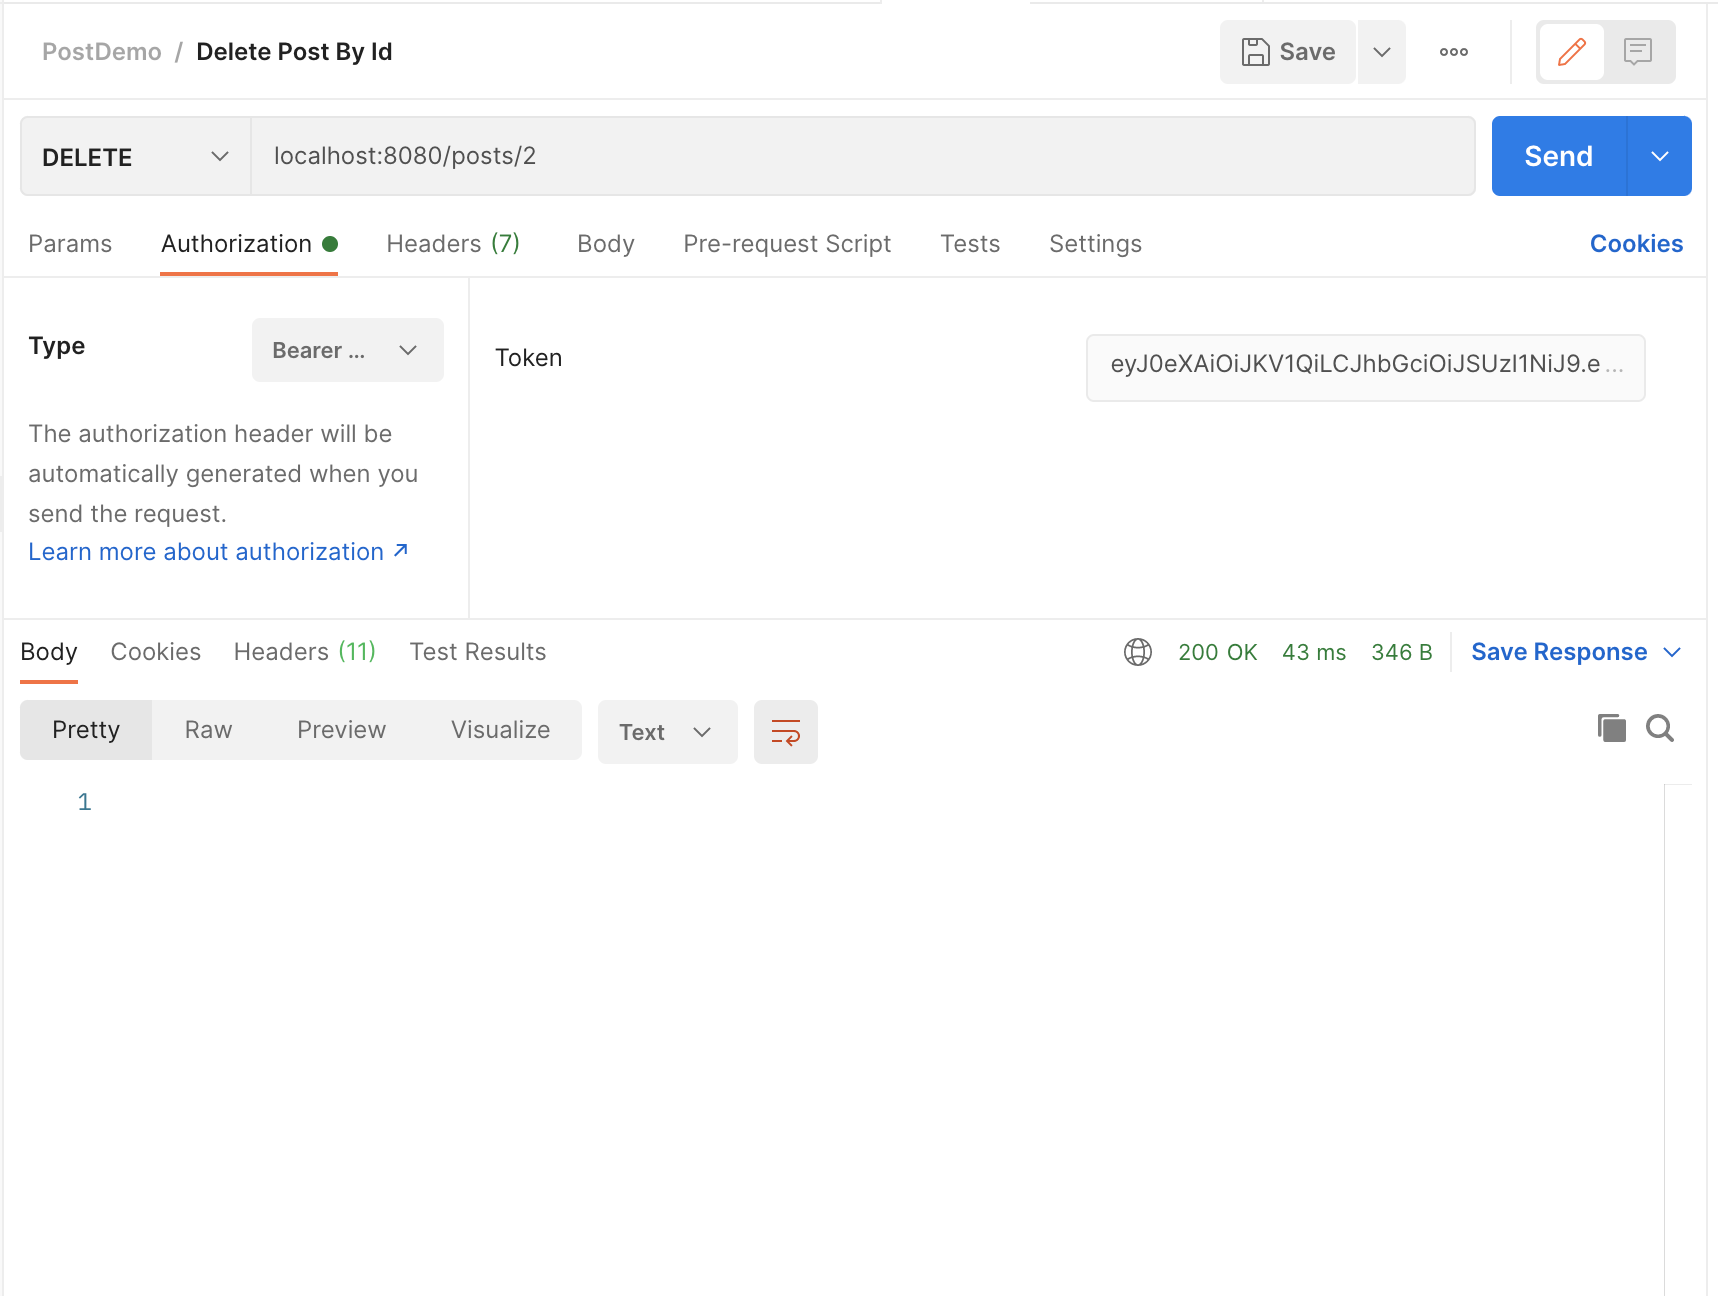 PostDemo / Delete Post By Id
Save
DELETE
localhost:8080/posts/2
Send
Params
Authorization
Headers (7)
Body
Pre-request Script
Tests
Settings
Cookies
Type
Bearer ...
The authorization header will be
automatically generated when you
send the request.
Learn more about authorization ↗
Token
eyJ0eXAiOiJKV1QiLCJhbGciOiJSUzI1NiJ9.e...
Body
Cookies
Headers (11)
Test Results
200 OK
43 ms
346 B
Save Response
Pretty
Raw
Preview
Visualize
Text
1